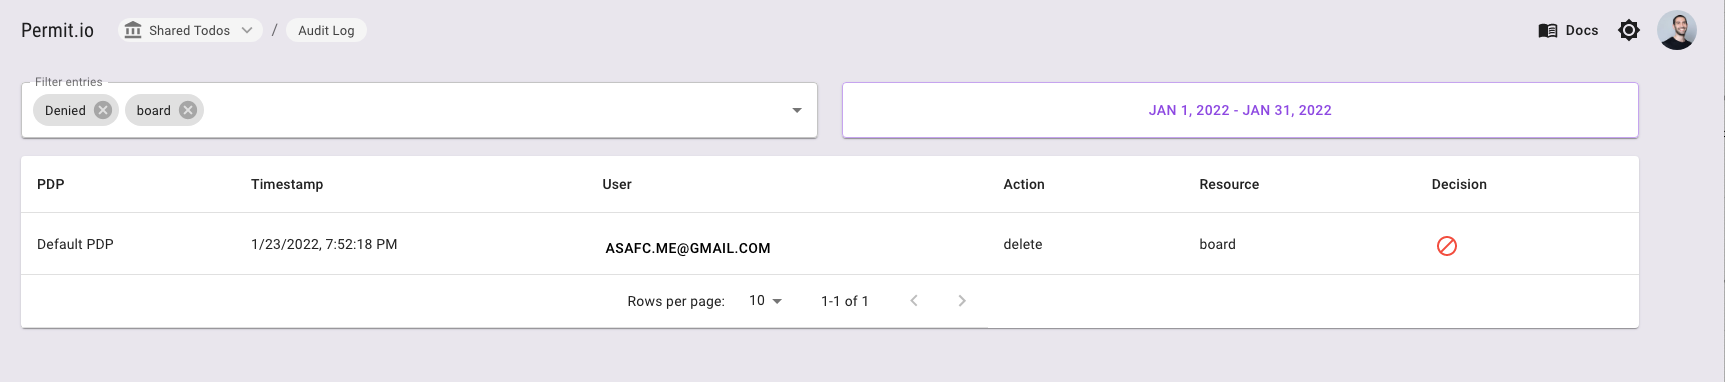 Permit.io Shared Todos / Audit Log Docs
Filter entries
Denied board JAN 1, 2022 - JAN 31, 2022
PDP Timestamp User Action Resource Decision
Default PDP 1/23/2022, 7:52:18 PM ASAFC.ME@GMAIL.COM delete board
Rows per page: 10 1-1 of 1